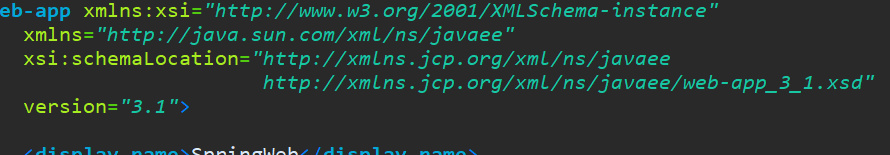 eb-app xmlns:xsi="http://www.w3.org/2001/XMLSchema-instance"
xmlns="http://java.sun.com/xml/ns/javaee"
xsi:schemaLocation="http://xmlns.jcp.org/xml/ns/javaee
http://xmlns.jcp.org/xml/ns/javaee/web-app_3_1.xsd"
version="3.1">
<display-name>SpringWeb</display-name>